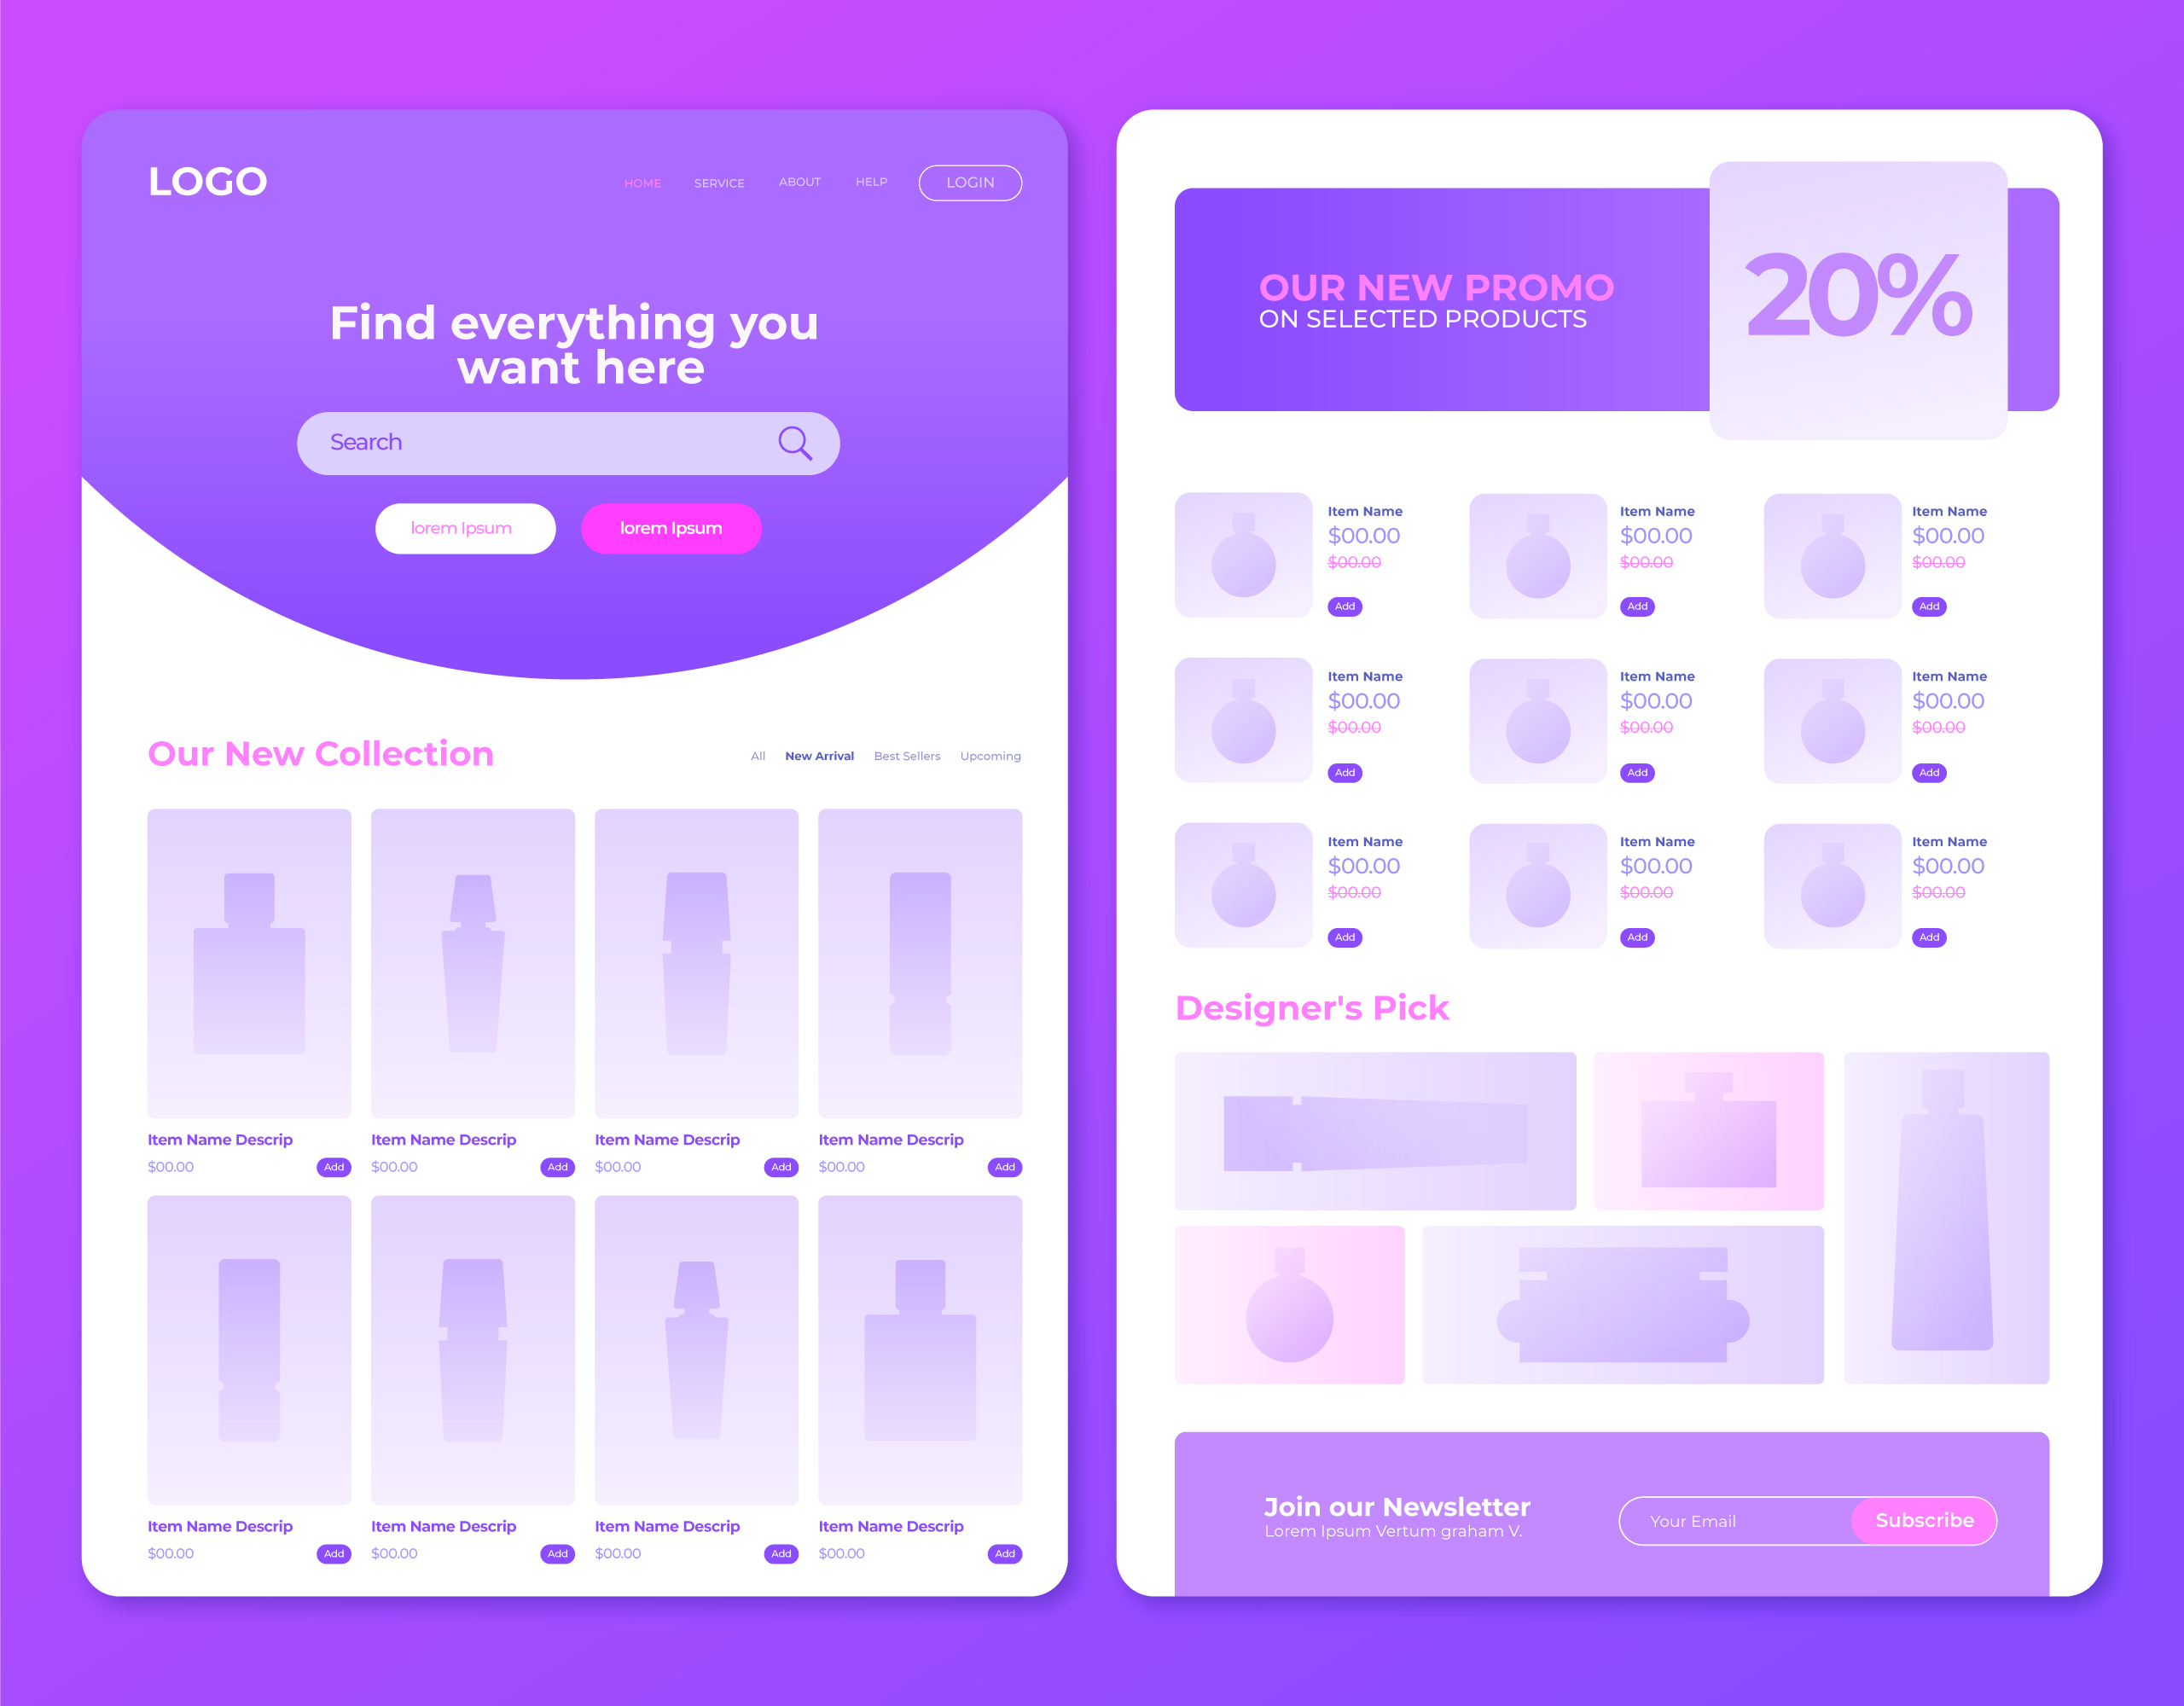 LOGO
HOME SERVICE ABOUT HELP LOGIN
Find everything you
want here
Search
lorem Ipsum lorem Ipsum
Our New Collection
All New Arrival Best Sellers Upcoming
Item Name Descrip Item Name Descrip Item Name Descrip Item Name Descrip
$00.00 Add $00.00 Add $00.00 Add $00.00 Add
Item Name Descrip Item Name Descrip Item Name Descrip Item Name Descrip
$00.00 Add $00.00 Add $00.00 Add $00.00 Add
OUR NEW PROMO
ON SELECTED PRODUCTS
20%
Item Name Item Name Item Name
$00.00 $00.00 $00.00
$00.00 $00.00 $00.00
Add Add Add
Item Name Item Name Item Name
$00.00 $00.00 $00.00
$00.00 $00.00 $00.00
Add Add Add
Item Name Item Name Item Name
$00.00 $00.00 $00.00
$00.00 $00.00 $00.00
Add Add Add
Designer's Pick
Join our Newsletter
Lorem Ipsum Vertum graham V.
Your Email Subscribe